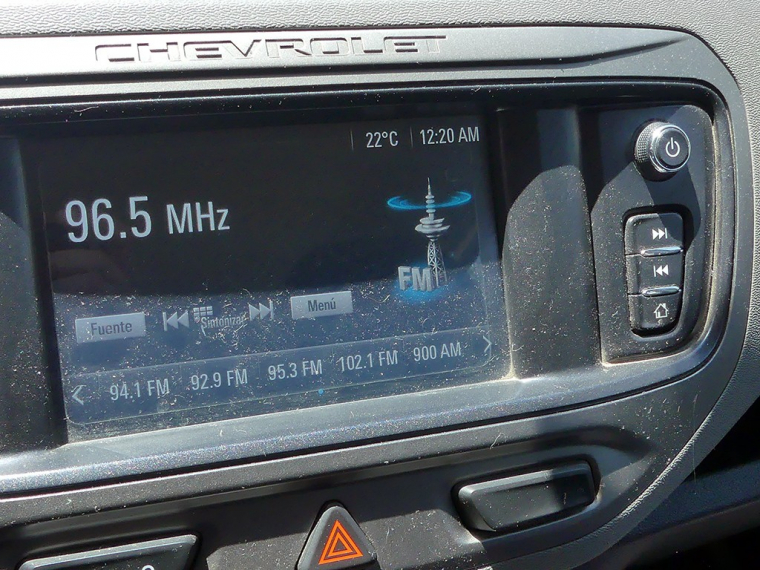 CHEVROLET
22°C 12:20 AM
96.5 MHz
FM
Fuente Sintonizar Menú
94.1 FM 92.9 FM 95.3 FM 102.1 FM 900 AM